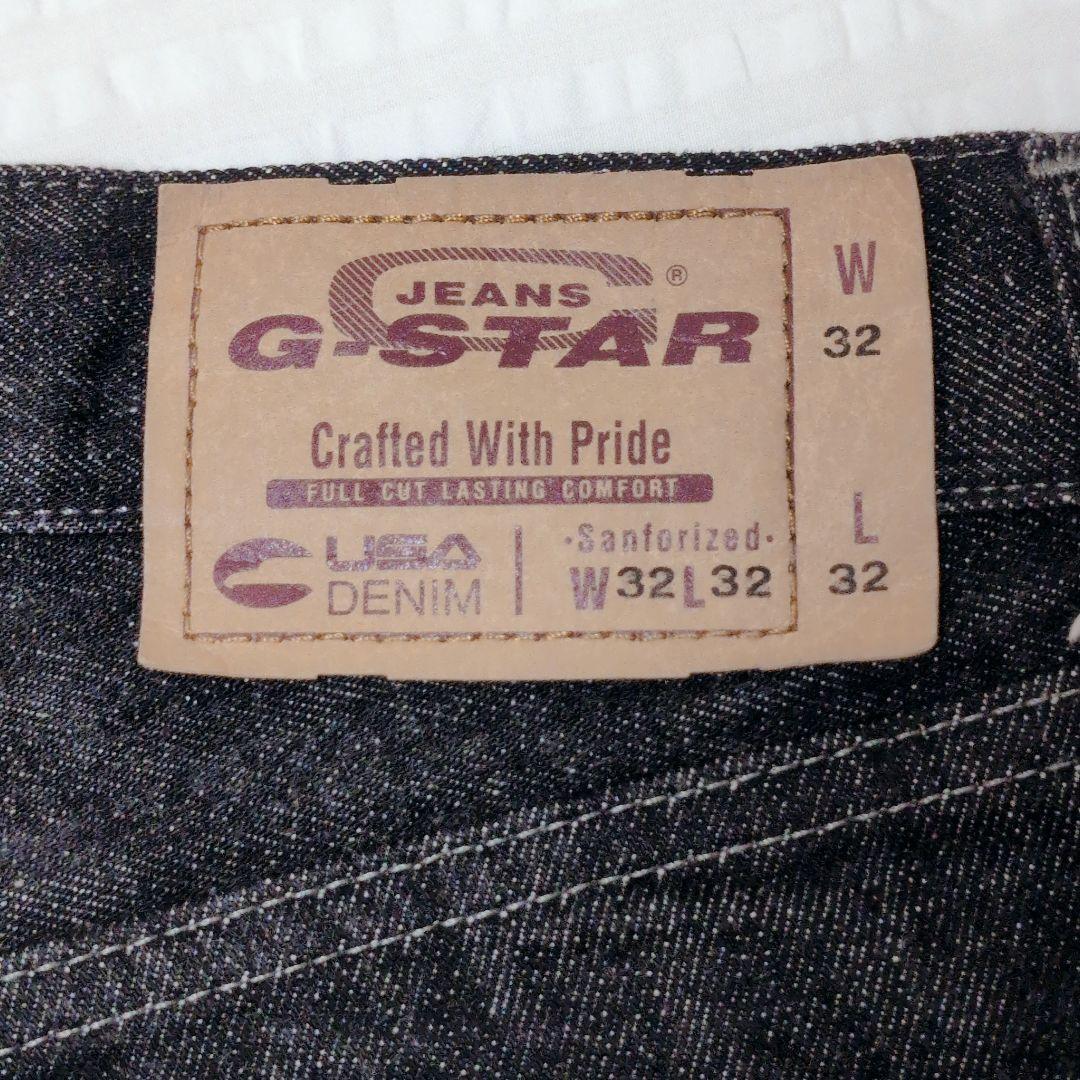 JEANS ®
G-STAR
Crafted With Pride
FULL CUT LASTING COMFORT
USA
DENIM
·Sanforized·
W32L32
W
32
L
32